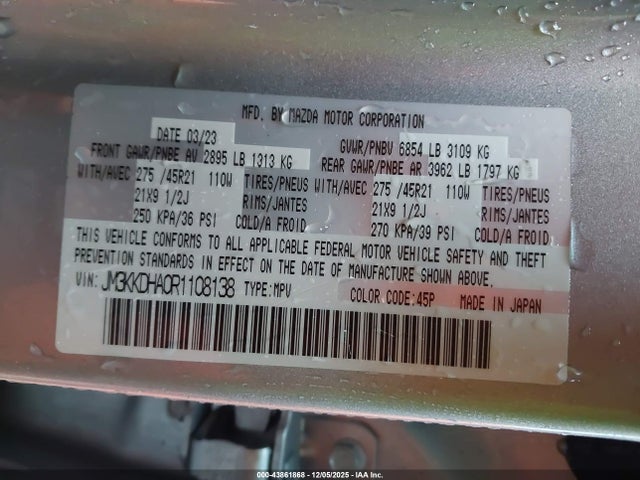 MFD. BY MAZDA MOTOR CORPORATION
DATE 03/23 GVWR/PNBV 6854 LB 3109 KG
FRONT GAWR/PNBE AV 2895 LB 1313 KG REAR GAWR/PNBE AR 3962 LB 1797 KG
WITH/AVEC 275 /45R21 110W TIRES/PNEUS WITH/AVEC 275 /45R21 110W TIRES/PNEUS
21X9 1/2J RIMS/JANTES 21X9 1/2J RIMS/JANTES
250 KPA/36 PSI COLD/A FROID 270 KPA/39 PSI COLD/A FROID
THIS VEHICLE CONFORMS TO ALL APPLICABLE FEDERAL MOTOR VEHICLE SAFETY AND THEFT
PREVENTION STANDARDS IN EFFECT ON THE DATE OF MANUFACTURE SHOWN ABOVE.
VIN: JM3KKDHA0R1108138 TYPE:MPV COLOR CODE:45P MADE IN JAPAN
000-43861868 - 12/05/2025 - IAA Inc.